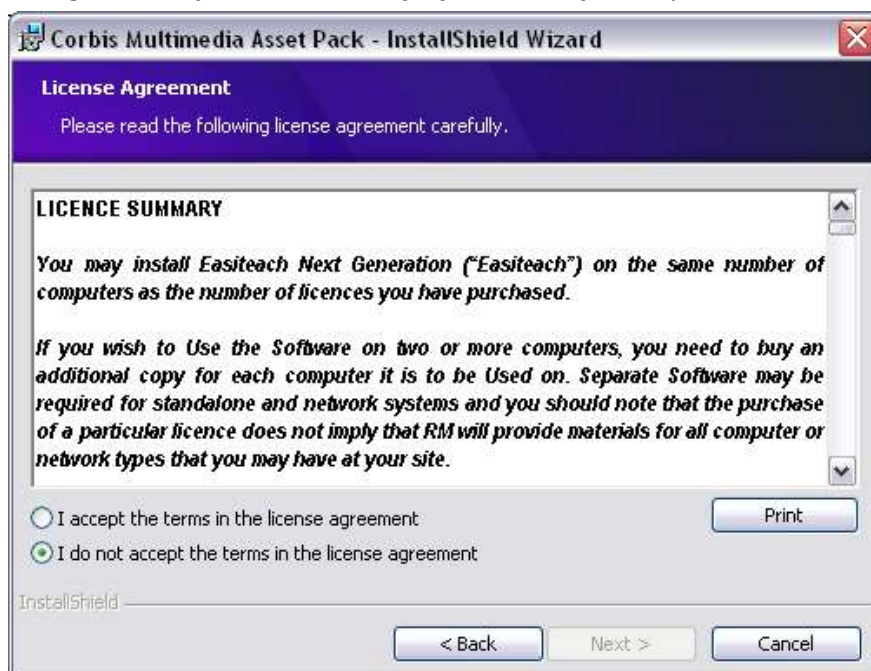 Corbis Multimedia Asset Pack - InstallShield Wizard
License Agreement
Please read the following license agreement carefully.
LICENCE SUMMARY
You may install Easiteach Next Generation ("Easiteach") on the same number of
computers as the number of licences you have purchased.
If you wish to Use the Software on two or more computers, you need to buy an
additional copy for each computer it is to be Used on. Separate Software may be
required for standalone and network systems and you should note that the purchase
of a particular licence does not imply that RM will provide materials for all computer or
network types that you may have at your site.
I accept the terms in the license agreement
Print
I do not accept the terms in the license agreement
InstallShield
< Back
Next >
Cancel